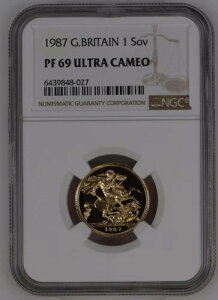 1987 G.BRITAIN 1 Sov
PF 69 ULTRA CAMEO
6439848-027
NUMISMATIC GUARANTY CORPORATION
NGC
1987